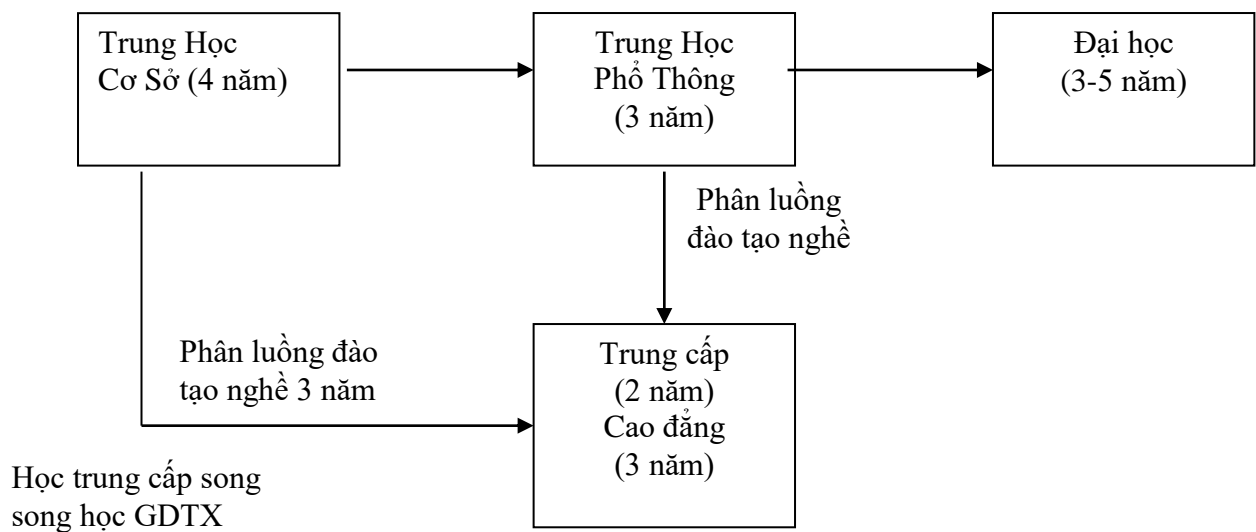 Trung Học
Cơ Sở (4 năm)
Trung Học
Phổ Thông
(3 năm)
Đại học
(3-5 năm)
Phân luồng
đào tạo nghề
Phân luồng đào
tạo nghề 3 năm
Trung cấp
(2 năm)
Cao đẳng
(3 năm)
Học trung cấp song
song học GDTX